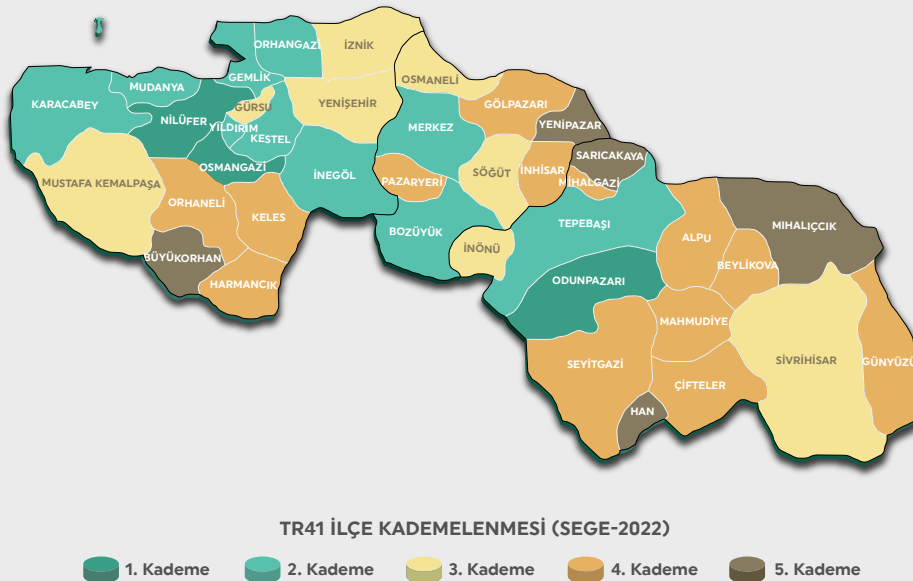 ORHANGAZİ
İZNİK
OSMANELİ
GEMLİK
MUDANYA
KARACABEY
GÜRSU
YENİŞEHİR
GÖLPAZARI
NİLÜFER
YILDIRIM
MERKEZ
YENİPAZAR
KESTEL
SARICAKAYA
OSMANGAZİ
İNEGÖL
SÖĞÜT
İNHİSAR
PAZARYERİ
MİHALGAZİ
MUSTAFA KEMALPAŞA
ORHANELİ
KELES
TEPEBAŞI
MIHALIÇCIK
BOZÜYÜK
ALPU
İNÖNÜ
BÜYÜKORHAN
BEYLİKOVA
HARMANCIK
ODUNPAZARI
MAHMUDİYE
SİVRİHİSAR
GÜNYÜZÜ
SEYİTGAZİ
ÇİFTELER
HAN
TR41 İLÇE KADEMELENMESİ (SEGE-2022)
1. Kademe
2. Kademe
3. Kademe
4. Kademe
5. Kademe